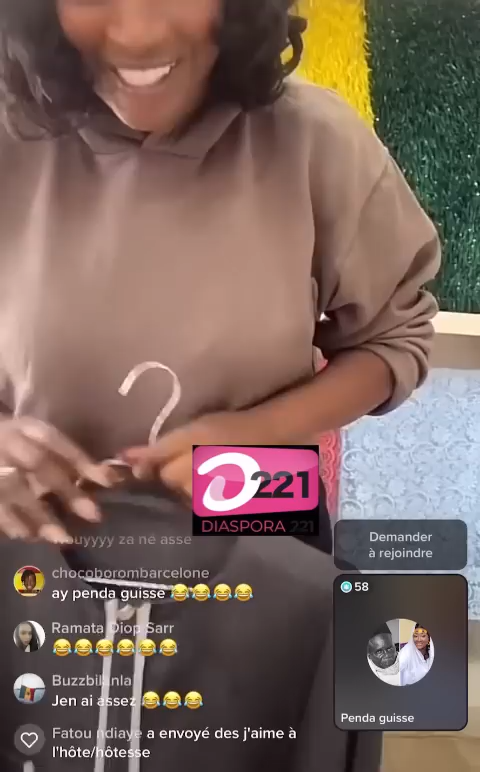 221
DIASPORA 221
Demander
à rejoindre
chocoborombarcelone
ay penda guisse 😂😂😂😂
58
Ramata Diop Sarr
😂😂😂😂😂😂
Jen ai assez 😂😂😂
Penda guisse
Fatou ndiaye a envoyé des j'aime à
l'hôte/hôtesse